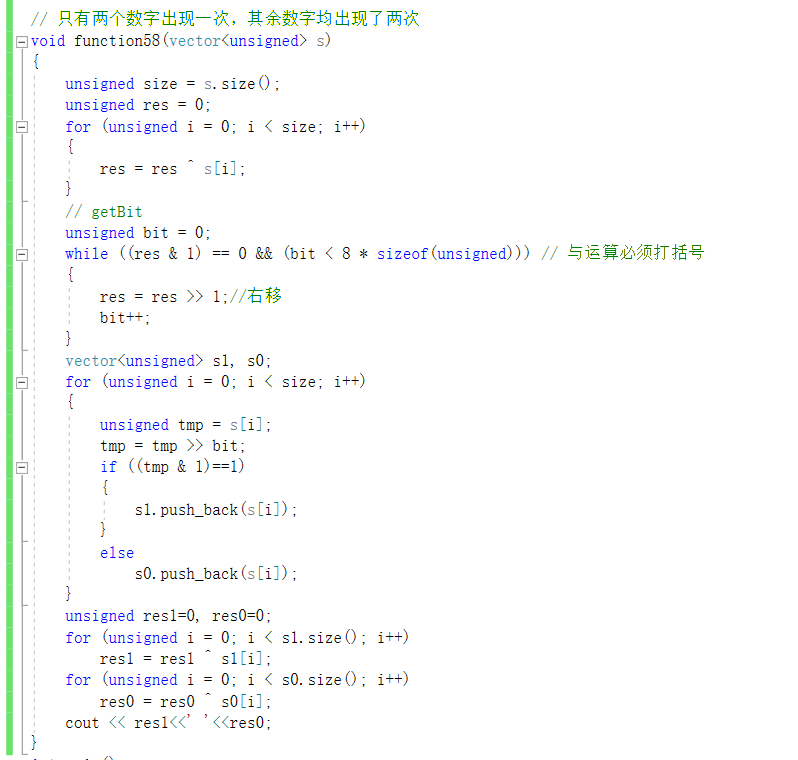 // 只有两个数字出现一次，其余数字均出现了两次
void function58(vector<unsigned> s)
{
    unsigned size = s.size();
    unsigned res = 0;
    for (unsigned i = 0; i < size; i++)
    {
        res = res ^ s[i];
    }
    // getBit
    unsigned bit = 0;
    while ((res & 1) == 0 && (bit < 8 * sizeof(unsigned))) // 与运算必须打括号
    {
        res = res >> 1;//右移
        bit++;
    }
    vector<unsigned> s1, s0;
    for (unsigned i = 0; i < size; i++)
    {
        unsigned tmp = s[i];
        tmp = tmp >> bit;
        if ((tmp & 1)==1)
        {
            s1.push_back(s[i]);
        }
        else
            s0.push_back(s[i]);
    }
    unsigned res1=0, res0=0;
    for (unsigned i = 0; i < s1.size(); i++)
        res1 = res1 ^ s1[i];
    for (unsigned i = 0; i < s0.size(); i++)
        res0 = res0 ^ s0[i];
    cout << res1<<' '<<res0;
}